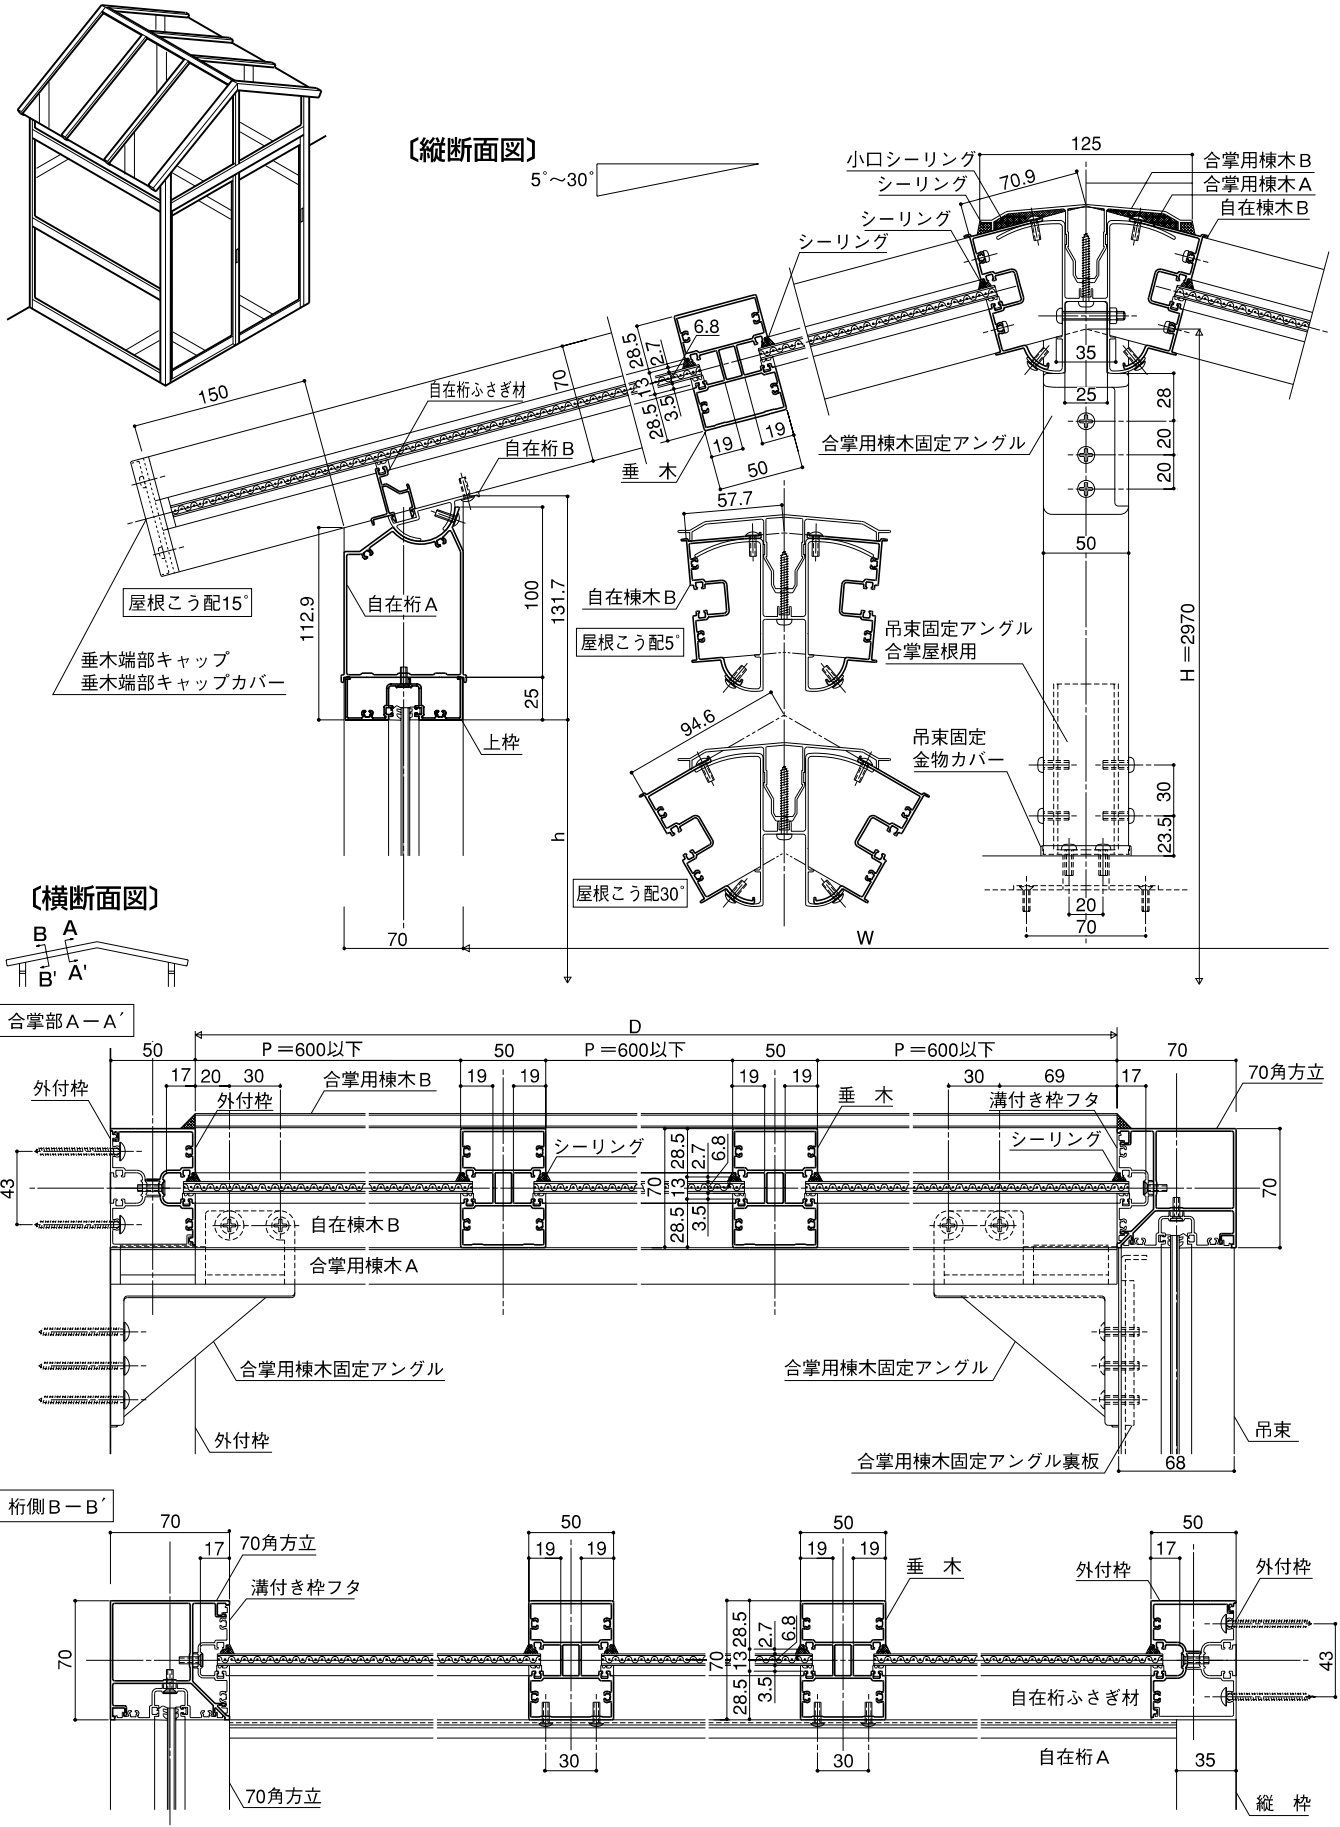 〔縦断面図〕
5°〜30°
125
小口シーリング
70.9
合掌用棟木B
シーリング
合掌用棟木A
シーリング
自在棟木B
シーリング
6.8
28.5
2.7
13
3.5
28.5
70
150
自在桁ふさぎ材
自在桁B
19
19
50
垂　木
35
25
28
20
20
合掌用棟木固定アングル
57.7
50
屋根こう配15°
自在桁A
112.9
100
131.7
25
自在棟木B
屋根こう配5°
吊束固定アングル
合掌屋根用
H＝2970
垂木端部キャップ
垂木端部キャップカバー
上枠
94.6
吊束固定
金物カバー
30
23.5
h
屋根こう配30°
20
70
70
W
〔横断面図〕
B
A
B'
A'
合掌部A－A′
D
50
P＝600以下
50
P＝600以下
50
P＝600以下
70
17
20
30
合掌用棟木B
19
19
19
19
垂　木
30
69
17
70角方立
外付枠
外付枠
溝付き枠フタ
シーリング
シーリング
43
28.5
2.7
6.8
70
13
3.5
28.5
70
自在棟木B
合掌用棟木A
合掌用棟木固定アングル
合掌用棟木固定アングル
外付枠
吊束
合掌用棟木固定アングル裏板
68
桁側B－B′
70
50
50
50
17
70角方立
19
19
19
19
垂　木
17
外付枠
外付枠
溝付き枠フタ
70
28.5
2.7
6.8
70
13
3.5
28.5
43
自在桁ふさぎ材
30
30
自在桁A
35
70角方立
縦　枠